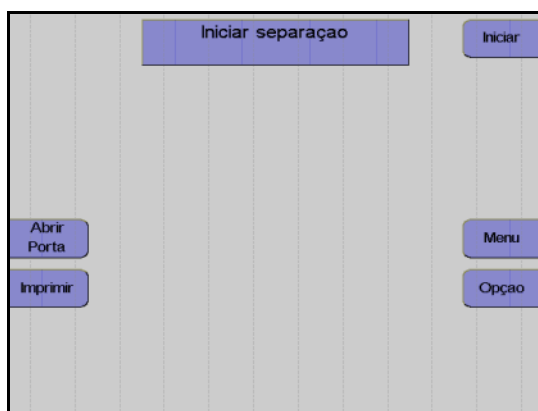 Iniciar separaçao
Iniciar
Abrir
Porta
Menu
Imprimir
Opçao